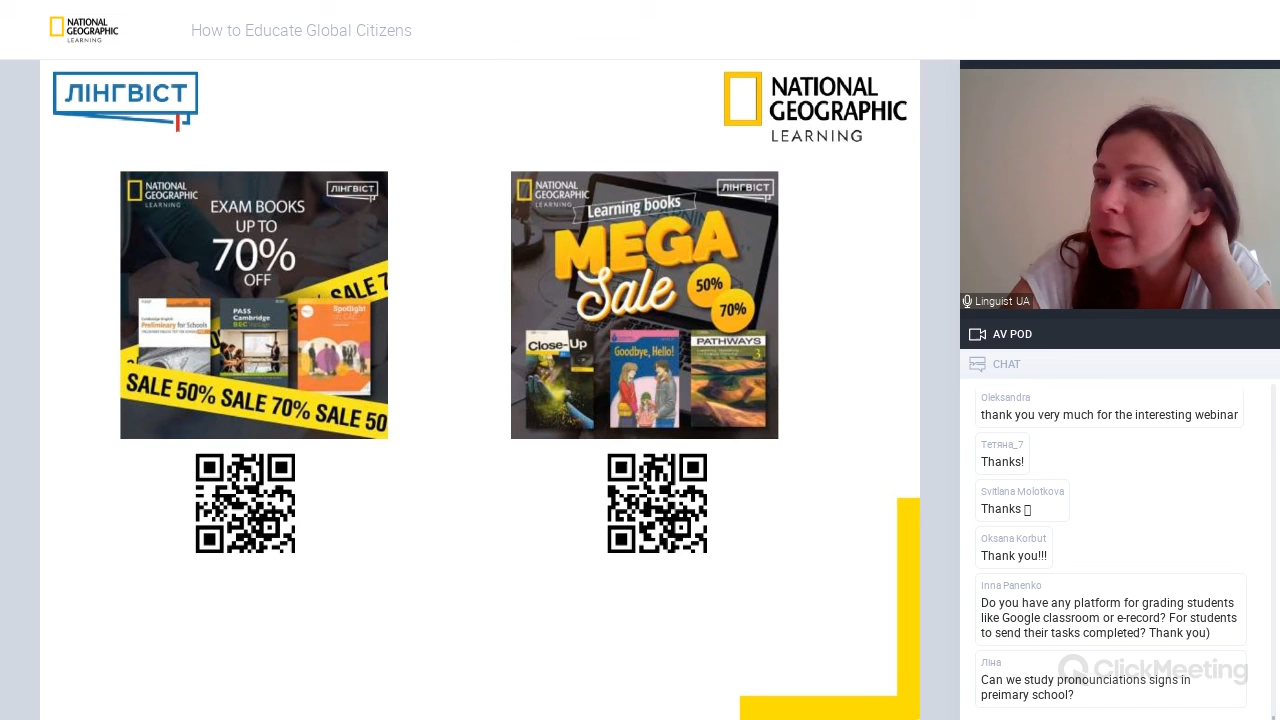 NATIONAL
GEOGRAPHIC
LEARNING
How to Educate Global Citizens
ЛІНГВІСТ
NATIONAL
GEOGRAPHIC
LEARNING
NATIONAL
GEOGRAPHIC
LEARNING
ЛІНГВІСТ
EXAM BOOKS
UP TO
70%
OFF
SALE 7
Preliminary for Schools
PASS
Cambridge
BEC
Spotlight
SALE 50% SALE 70% SALE 50
NATIONAL
GEOGRAPHIC
LEARNING
ЛІНГВІСТ
Learning books
MEGA
Sale
50%
70%
Close-Up
Goodbye, Hello!
PATHWAYS
3
Linguist UA
AV POD
CHAT
Oleksandra
thank you very much for the interesting webinar
Тетяна_7
Thanks!
Svitlana Molotkova
Thanks
Oksana Korbut
Thank you!!!
Inna Panenko
Do you have any platform for grading students
like Google classroom or e-record? For students
to send their tasks completed? Thank you)
Ліна
Can we study pronounciations signs in
preimary school?
ClickMeeting